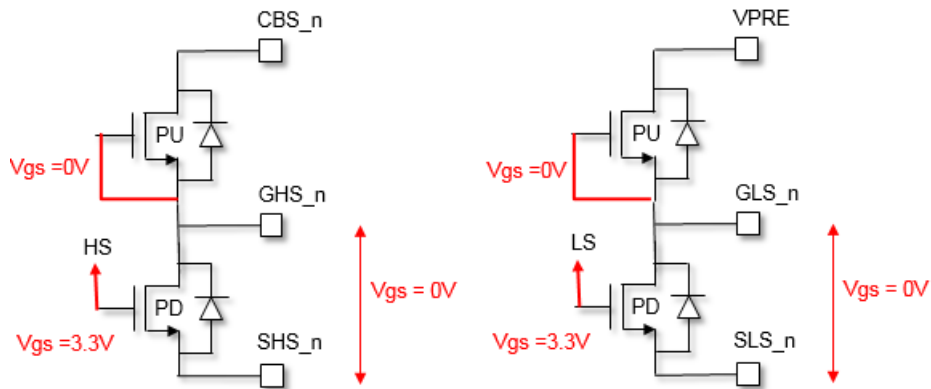 CBS_n
PU
Vgs =0V
GHS_n
HS
PD
Vgs =3.3V
Vgs = 0V
SHS_n
VPRE
PU
Vgs =0V
GLS_n
LS
PD
Vgs =3.3V
Vgs = 0V
SLS_n